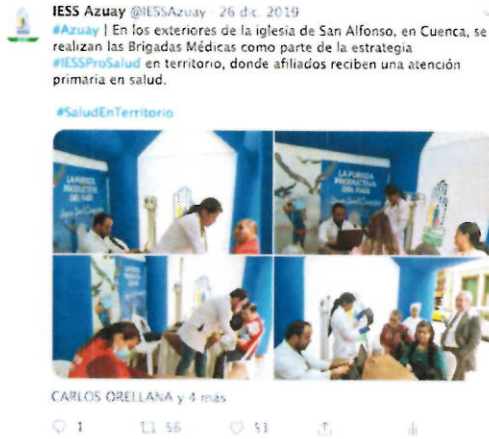 IESS Azuay @IESSAzuay · 26 dic. 2019
#Azuay | En los exteriores de la iglesia de San Alfonso, en Cuenca, se
realizan las Brigadas Médicas como parte de la estrategia
#IESSProSalud en territorio, donde afiliados reciben una atención
primaria en salud.
#SaludEnTerritorio
LA FUERZA
PRODUCTIVA
DEL PAÍS
LA FUERZA
PRODUCTIVA
DEL PAÍS
CARLOS ORELLANA y 4 más
1 56 51